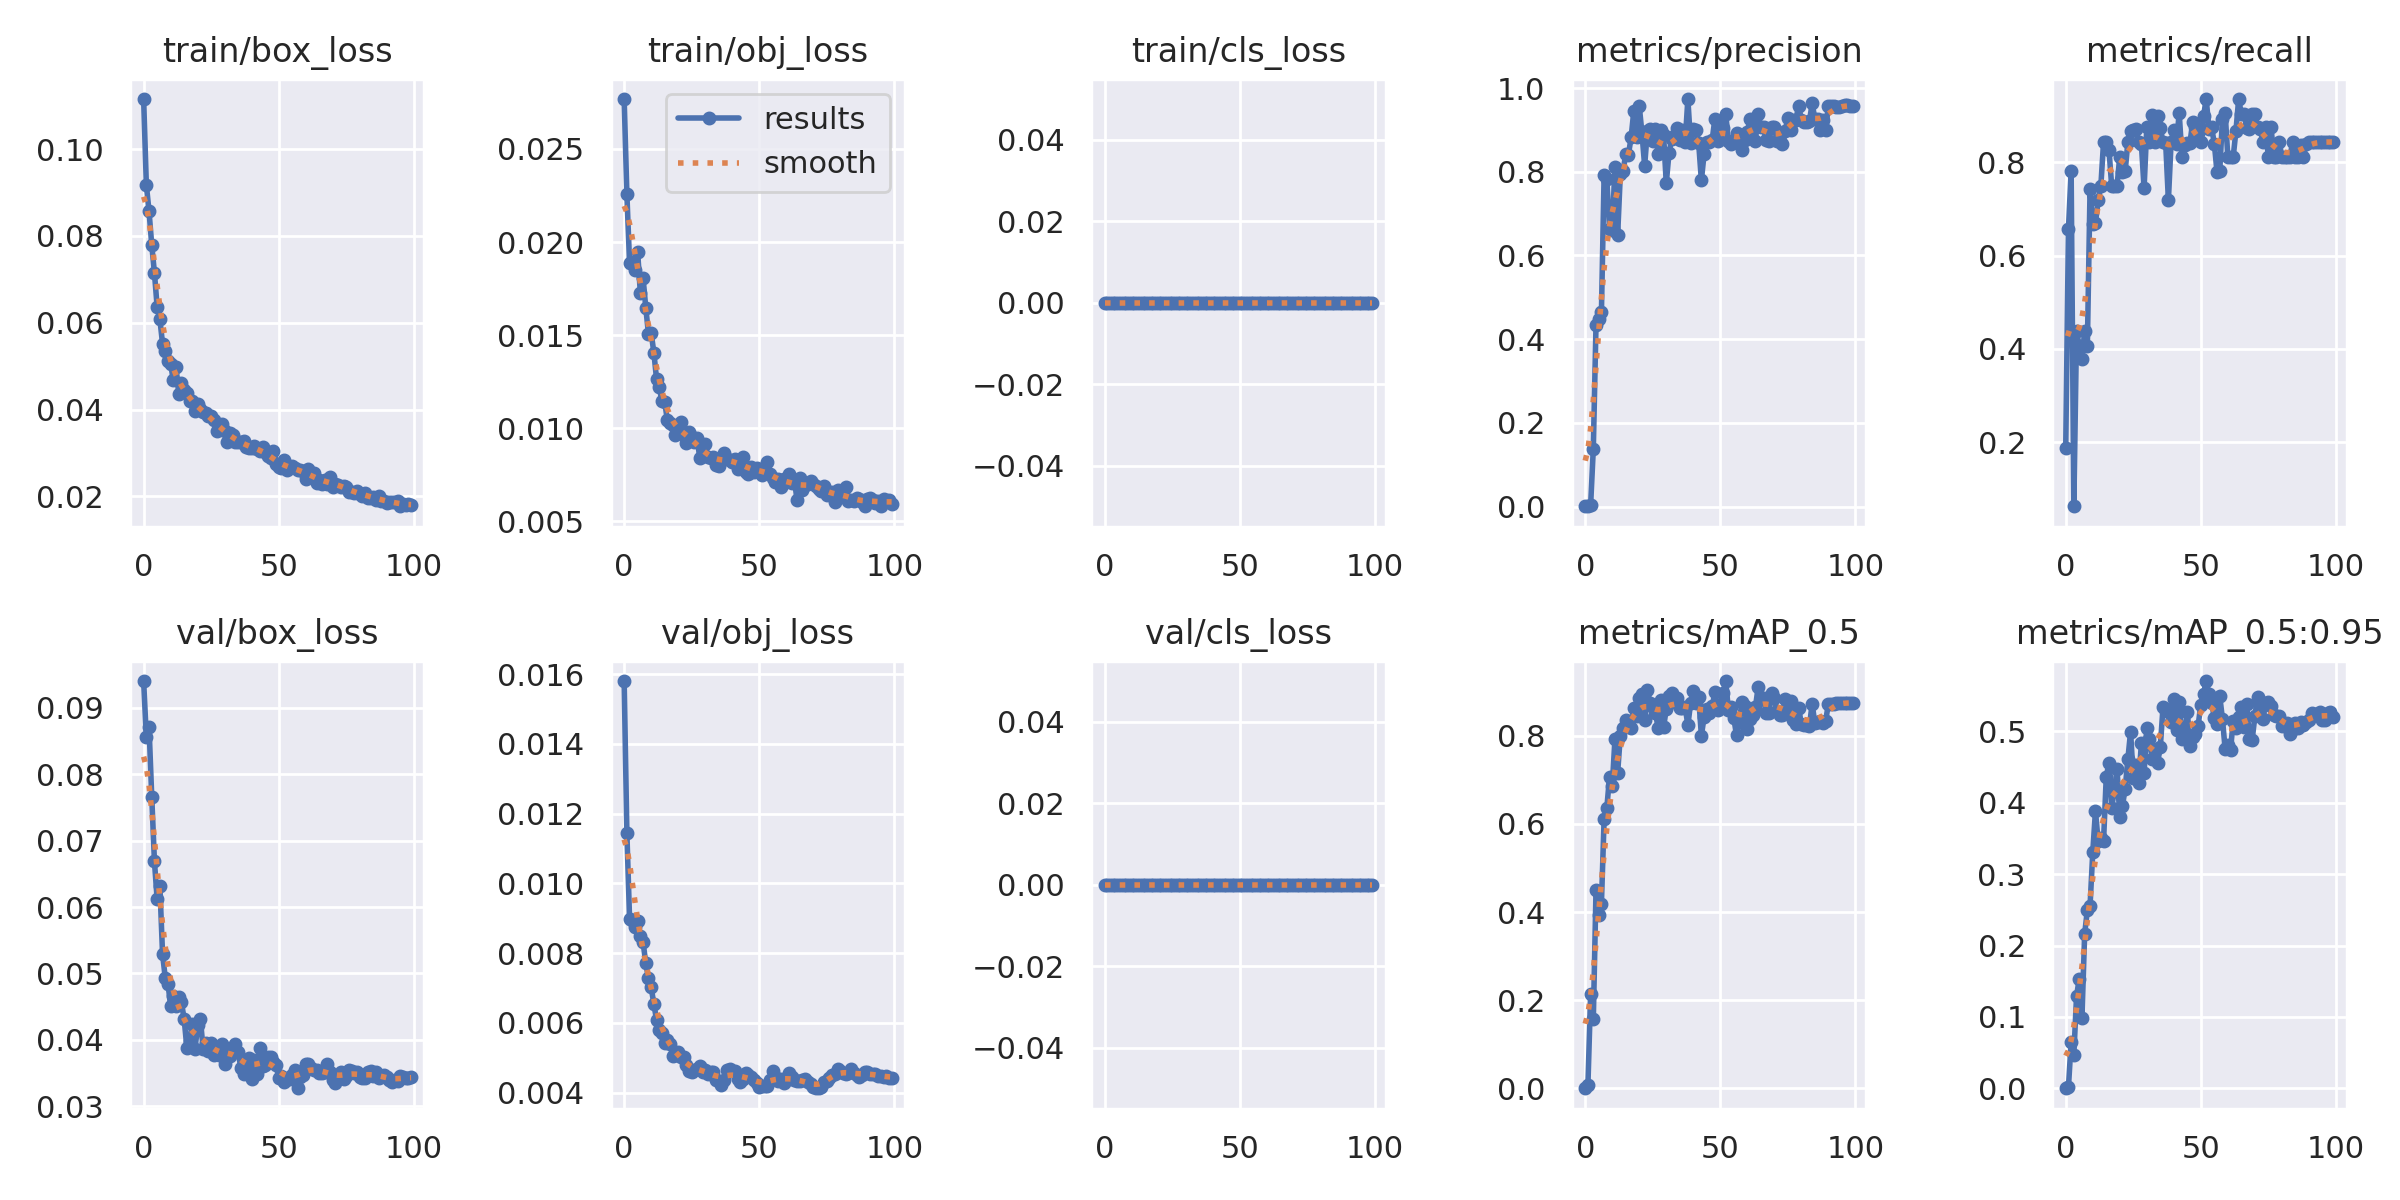 train/box_loss
0.10
0.08
0.06
0.04
0.02
0 50 100
train/obj_loss
results
smooth
0.025
0.020
0.015
0.010
0.005
0 50 100
train/cls_loss
0.04
0.02
0.00
−0.02
−0.04
0 50 100
metrics/precision
1.0
0.8
0.6
0.4
0.2
0.0
0 50 100
metrics/recall
0.8
0.6
0.4
0.2
0 50 100
val/box_loss
0.09
0.08
0.07
0.06
0.05
0.04
0.03
0 50 100
val/obj_loss
0.016
0.014
0.012
0.010
0.008
0.006
0.004
0 50 100
val/cls_loss
0.04
0.02
0.00
−0.02
−0.04
0 50 100
metrics/mAP_0.5
0.8
0.6
0.4
0.2
0.0
0 50 100
metrics/mAP_0.5:0.95
0.5
0.4
0.3
0.2
0.1
0.0
0 50 100